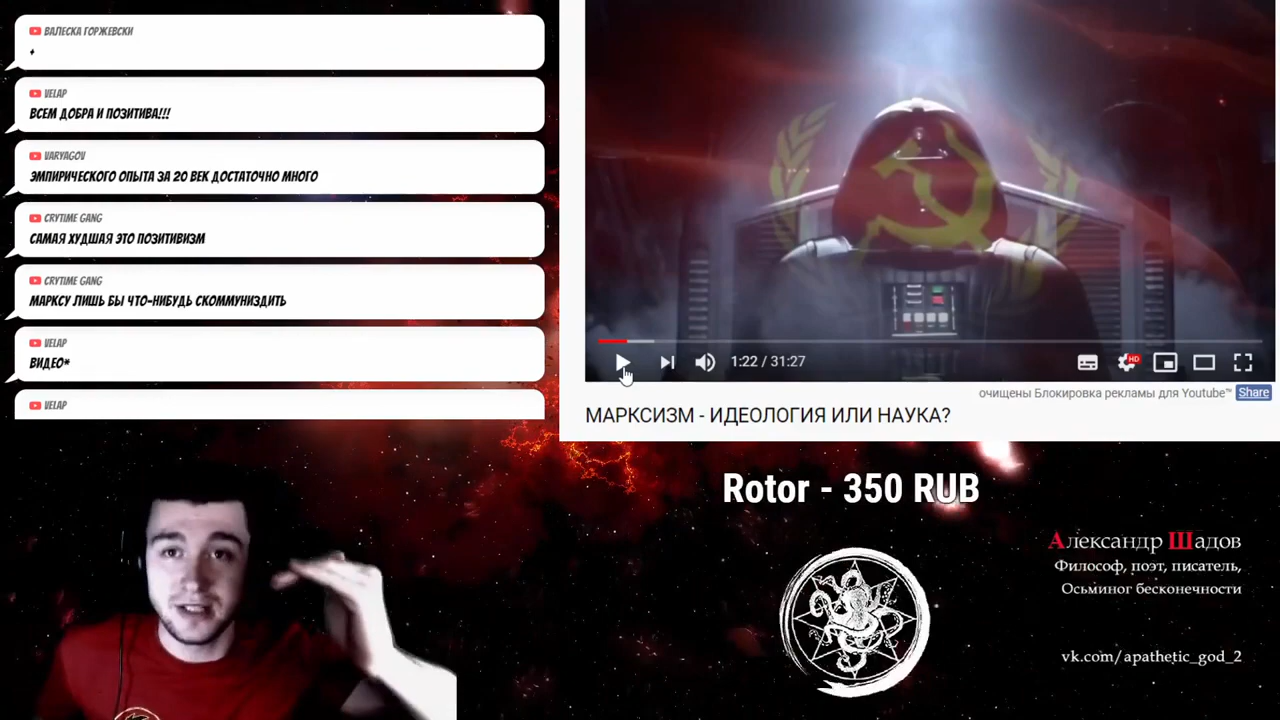 ВАЛЕСКА ГОРЖЕВСКИ
+
VELAP
ВСЕМ ДОБРА И ПОЗИТИВА!!!
VARYAGOV
ЭМПИРИЧЕСКОГО ОПЫТА ЗА 20 ВЕК ДОСТАТОЧНО МНОГО
CRYTIME GANG
САМАЯ ХУДШАЯ ЭТО ПОЗИТИВИЗМ
CRYTIME GANG
МАРКСУ ЛИШЬ БЫ ЧТО-НИБУДЬ СКОММУНИЗДИТЬ
VELAP
ВИДЕО*
VELAP
1:22 / 31:27
HD
очищены Блокировка рекламы для Youtube™ Share
МАРКСИЗМ - ИДЕОЛОГИЯ ИЛИ НАУКА?
Rotor - 350 RUB
Александр Шадов
Философ, поэт, писатель,
Осьминог бесконечности
vk.com/apathetic_god_2